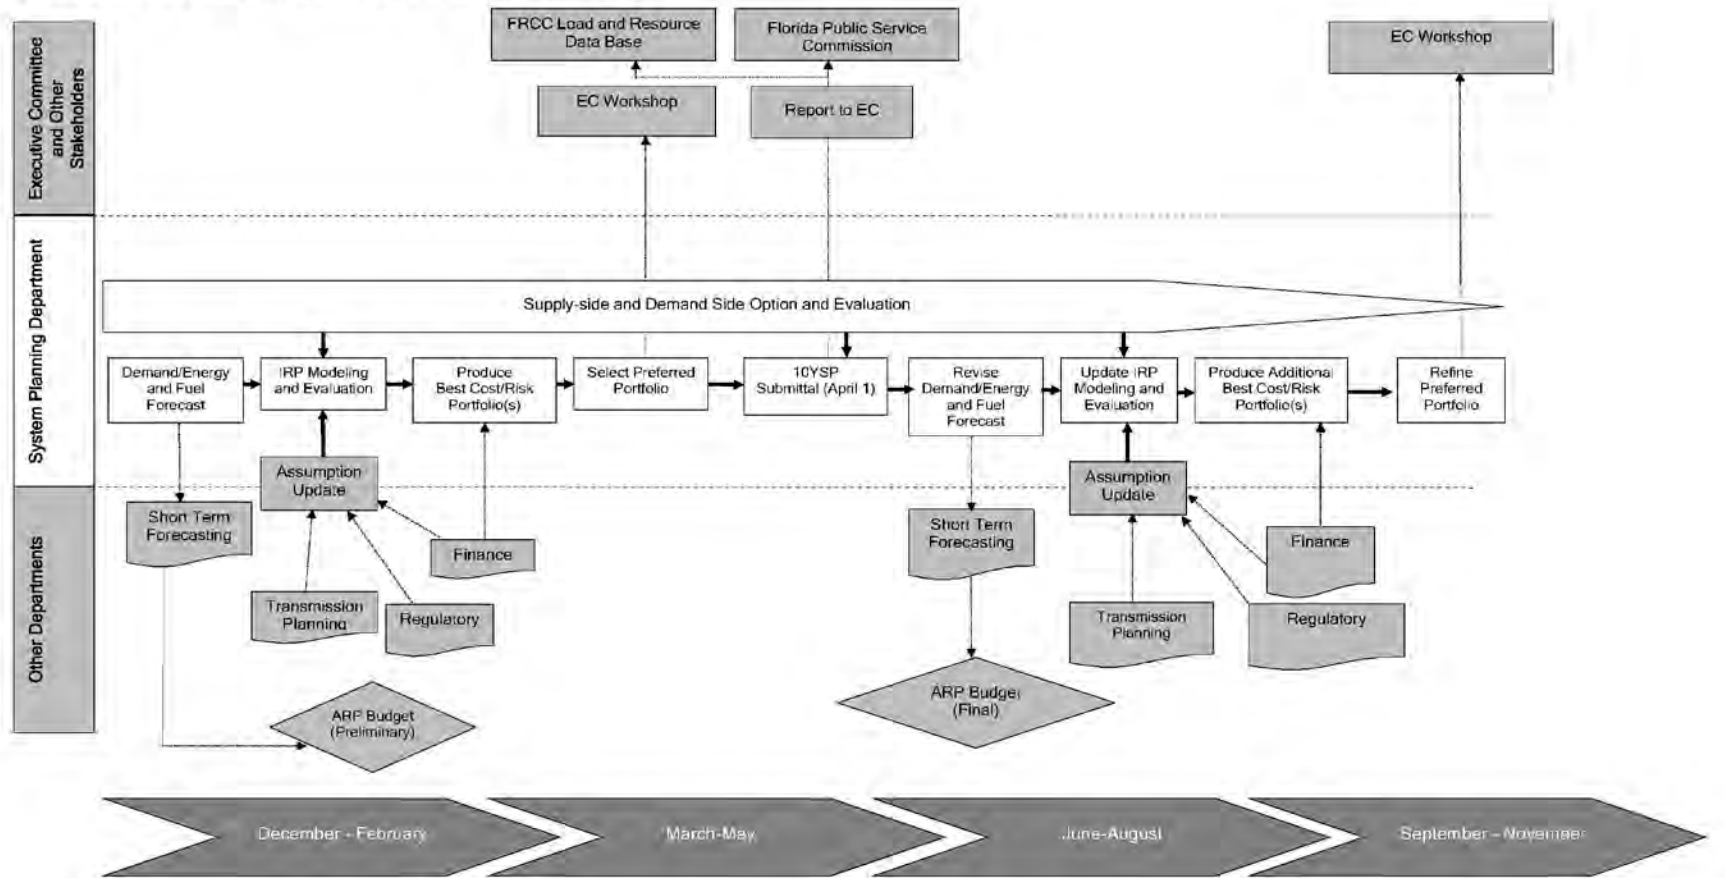 Executive Committee
and Other
Stakeholders
FRCC Load and Resource
Data Base
Florida Public Service
Commission
EC Workshop
EC Workshop
Report to EC
System Planning Department
Supply-side and Demand Side Option and Evaluation
Demand/Energy
and Fuel
Forecast
IRP Modeling
and Evaluation
Produce
Best Cost/Risk
Portfolio(s)
Select Preferred
Portfolio
10YSP
Submittal (April 1)
Revise
Demand/Energy
and Fuel
Forecast
Update IRP
Modeling and
Evaluation
Produce Additional
Best Cost/Risk
Portfolio(s)
Refine
Preferred
Portfolio
Assumption
Update
Assumption
Update
Other Departments
Short Term
Forecasting
Finance
Transmission
Planning
Regulatory
Short Term
Forecasting
Finance
Transmission
Planning
Regulatory
ARP Budget
(Preliminary)
ARP Budget
(Final)
December - February
March-May
June-August
September - November